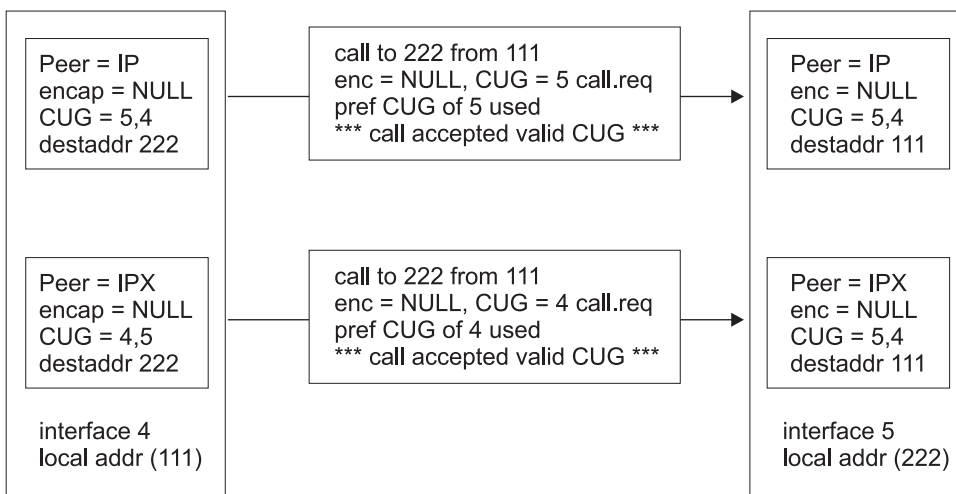 Peer = IP
encap = NULL
CUG = 5,4
destaddr 222
call to 222 from 111
enc = NULL, CUG = 5 call.req
pref CUG of 5 used
*** call accepted valid CUG ***
Peer = IP
enc = NULL
CUG = 5,4
destaddr 111
Peer = IPX
encap = NULL
CUG = 4,5
destaddr 222
call to 222 from 111
enc = NULL, CUG = 4 call.req
pref CUG of 4 used
*** call accepted valid CUG ***
Peer = IPX
enc = NULL
CUG = 5,4
destaddr 111
interface 4
local addr (111)
interface 5
local addr (222)